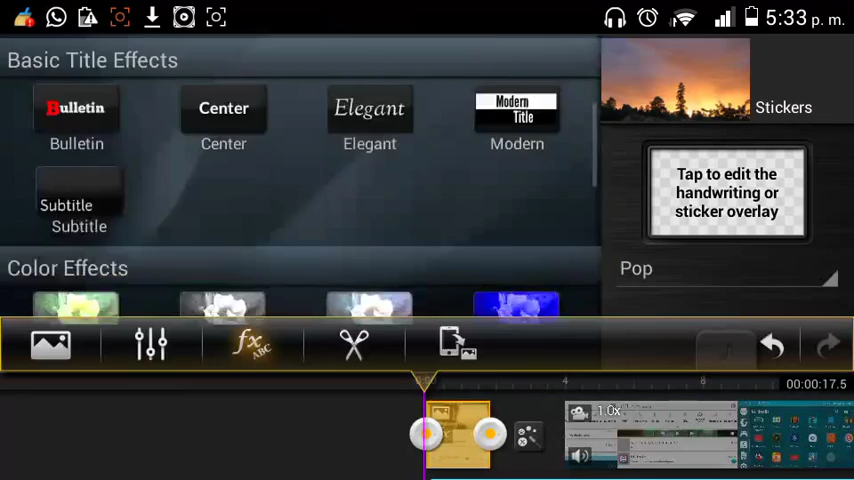 5:33 p. m.
Basic Title Effects
Bulletin
Center
Elegant
Modern
Title
Bulletin
Center
Elegant
Modern
Subtitle
Subtitle
Color Effects
Stickers
Tap to edit the
handwriting or
sticker overlay
Pop
fx
ABC
4
8
00:00:17.5
1.0x